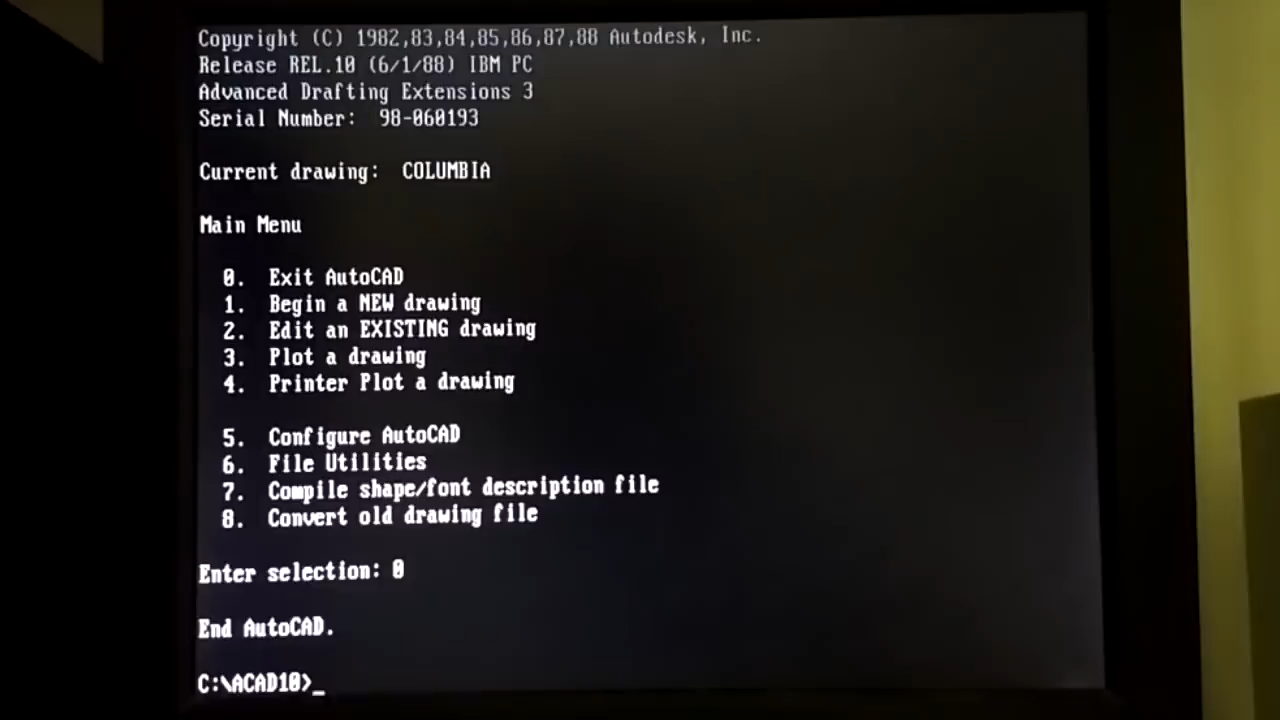 Copyright (C) 1982,83,84,85,86,87,88 Autodesk, Inc.
Release REL.10 (6/1/88) IBM PC
Advanced Drafting Extensions 3
Serial Number:  98-060193
Current drawing:  COLUMBIA
Main Menu
0.  Exit AutoCAD
1.  Begin a NEW drawing
2.  Edit an EXISTING drawing
3.  Plot a drawing
4.  Printer Plot a drawing
5.  Configure AutoCAD
6.  File Utilities
7.  Compile shape/font description file
8.  Convert old drawing file
Enter selection: 0
End AutoCAD.
C:\ACAD10>_